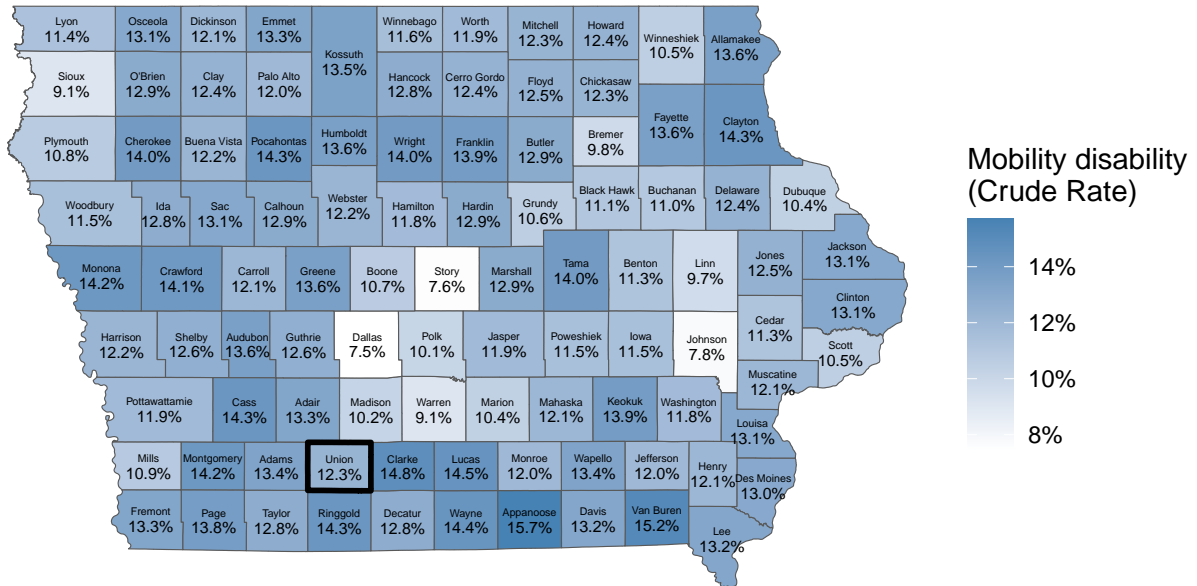 Lyon
11.4%
Osceola
13.1%
Dickinson
12.1%
Emmet
13.3%
Kossuth
13.5%
Winnebago
11.6%
Worth
11.9%
Mitchell
12.3%
Howard
12.4%
Winneshiek
10.5%
Allamakee
13.6%
Sioux
9.1%
O'Brien
12.9%
Clay
12.4%
Palo Alto
12.0%
Hancock
12.8%
Cerro Gordo
12.4%
Floyd
12.5%
Chickasaw
12.3%
Fayette
13.6%
Clayton
14.3%
Plymouth
10.8%
Cherokee
14.0%
Buena Vista
12.2%
Pocahontas
14.3%
Humboldt
13.6%
Wright
14.0%
Franklin
13.9%
Butler
12.9%
Bremer
9.8%
Woodbury
11.5%
Ida
12.8%
Sac
13.1%
Calhoun
12.9%
Webster
12.2%
Hamilton
11.8%
Hardin
12.9%
Grundy
10.6%
Black Hawk
11.1%
Buchanan
11.0%
Delaware
12.4%
Dubuque
10.4%
Monona
14.2%
Crawford
14.1%
Carroll
12.1%
Greene
13.6%
Boone
10.7%
Story
7.6%
Marshall
12.9%
Tama
14.0%
Benton
11.3%
Linn
9.7%
Jones
12.5%
Jackson
13.1%
Clinton
13.1%
Harrison
12.2%
Shelby
12.6%
Audubon
13.6%
Guthrie
12.6%
Dallas
7.5%
Polk
10.1%
Jasper
11.9%
Poweshiek
11.5%
Iowa
11.5%
Johnson
7.8%
Cedar
11.3%
Scott
10.5%
Muscatine
12.1%
Pottawattamie
11.9%
Cass
14.3%
Adair
13.3%
Madison
10.2%
Warren
9.1%
Marion
10.4%
Mahaska
12.1%
Keokuk
13.9%
Washington
11.8%
Louisa
13.1%
Mills
10.9%
Montgomery
14.2%
Adams
13.4%
Union
12.3%
Clarke
14.8%
Lucas
14.5%
Monroe
12.0%
Wapello
13.4%
Jefferson
12.0%
Henry
12.1%
Des Moines
13.0%
Fremont
13.3%
Page
13.8%
Taylor
12.8%
Ringgold
14.3%
Decatur
12.8%
Wayne
14.4%
Appanoose
15.7%
Davis
13.2%
Van Buren
15.2%
Lee
13.2%
Mobility disability
(Crude Rate)
14%
12%
10%
8%